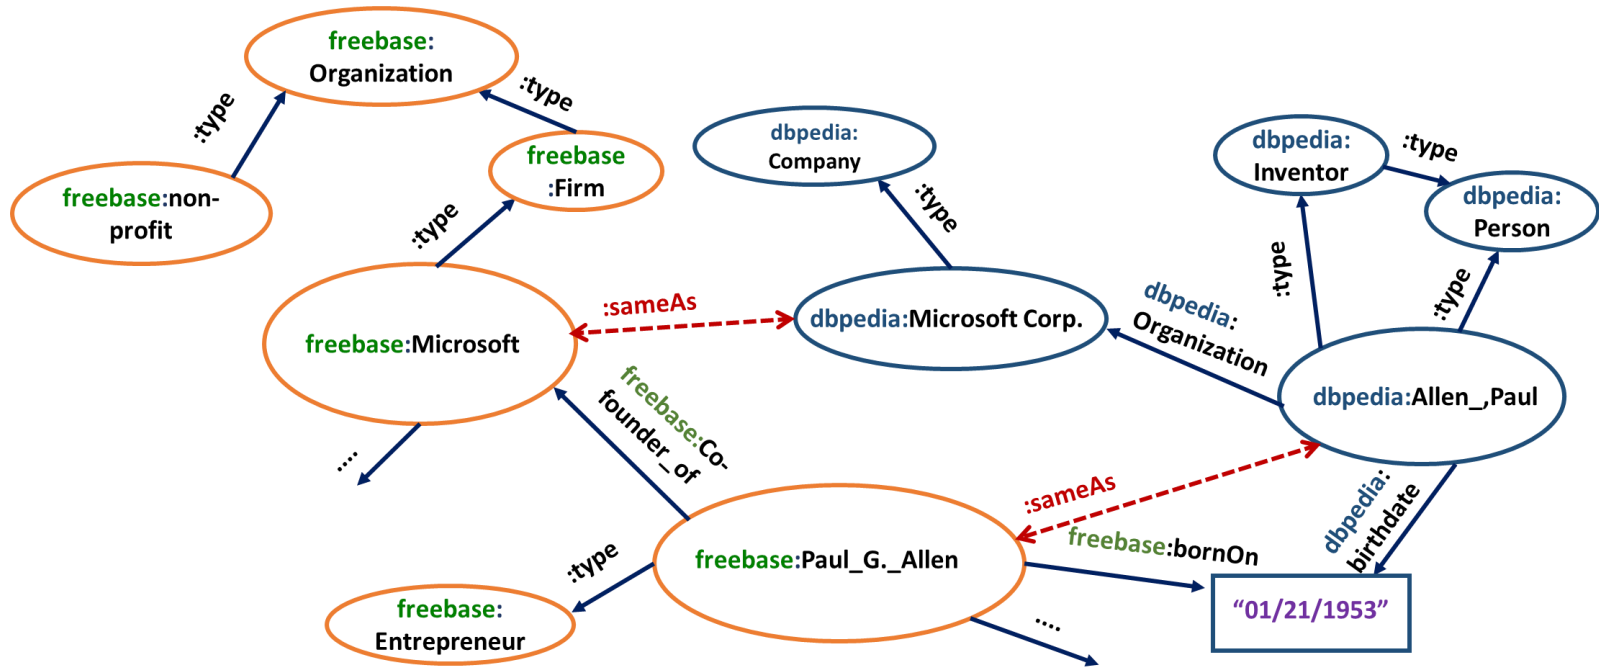 freebase:
Organization
:type
:type
freebase
:Firm
freebase:non-
profit
:type
dbpedia:
Company
:type
dbpedia:
Inventor
:type
dbpedia:
Person
:type
:type
freebase:Microsoft
:sameAs
dbpedia:Microsoft Corp.
dbpedia:
Organization
dbpedia:Allen_,Paul
freebase:Co-
founder_of
....
:sameAs
dbpedia:
birthdate
freebase:bornOn
freebase:Paul_G._Allen
:type
freebase:
Entrepreneur
....
“01/21/1953”